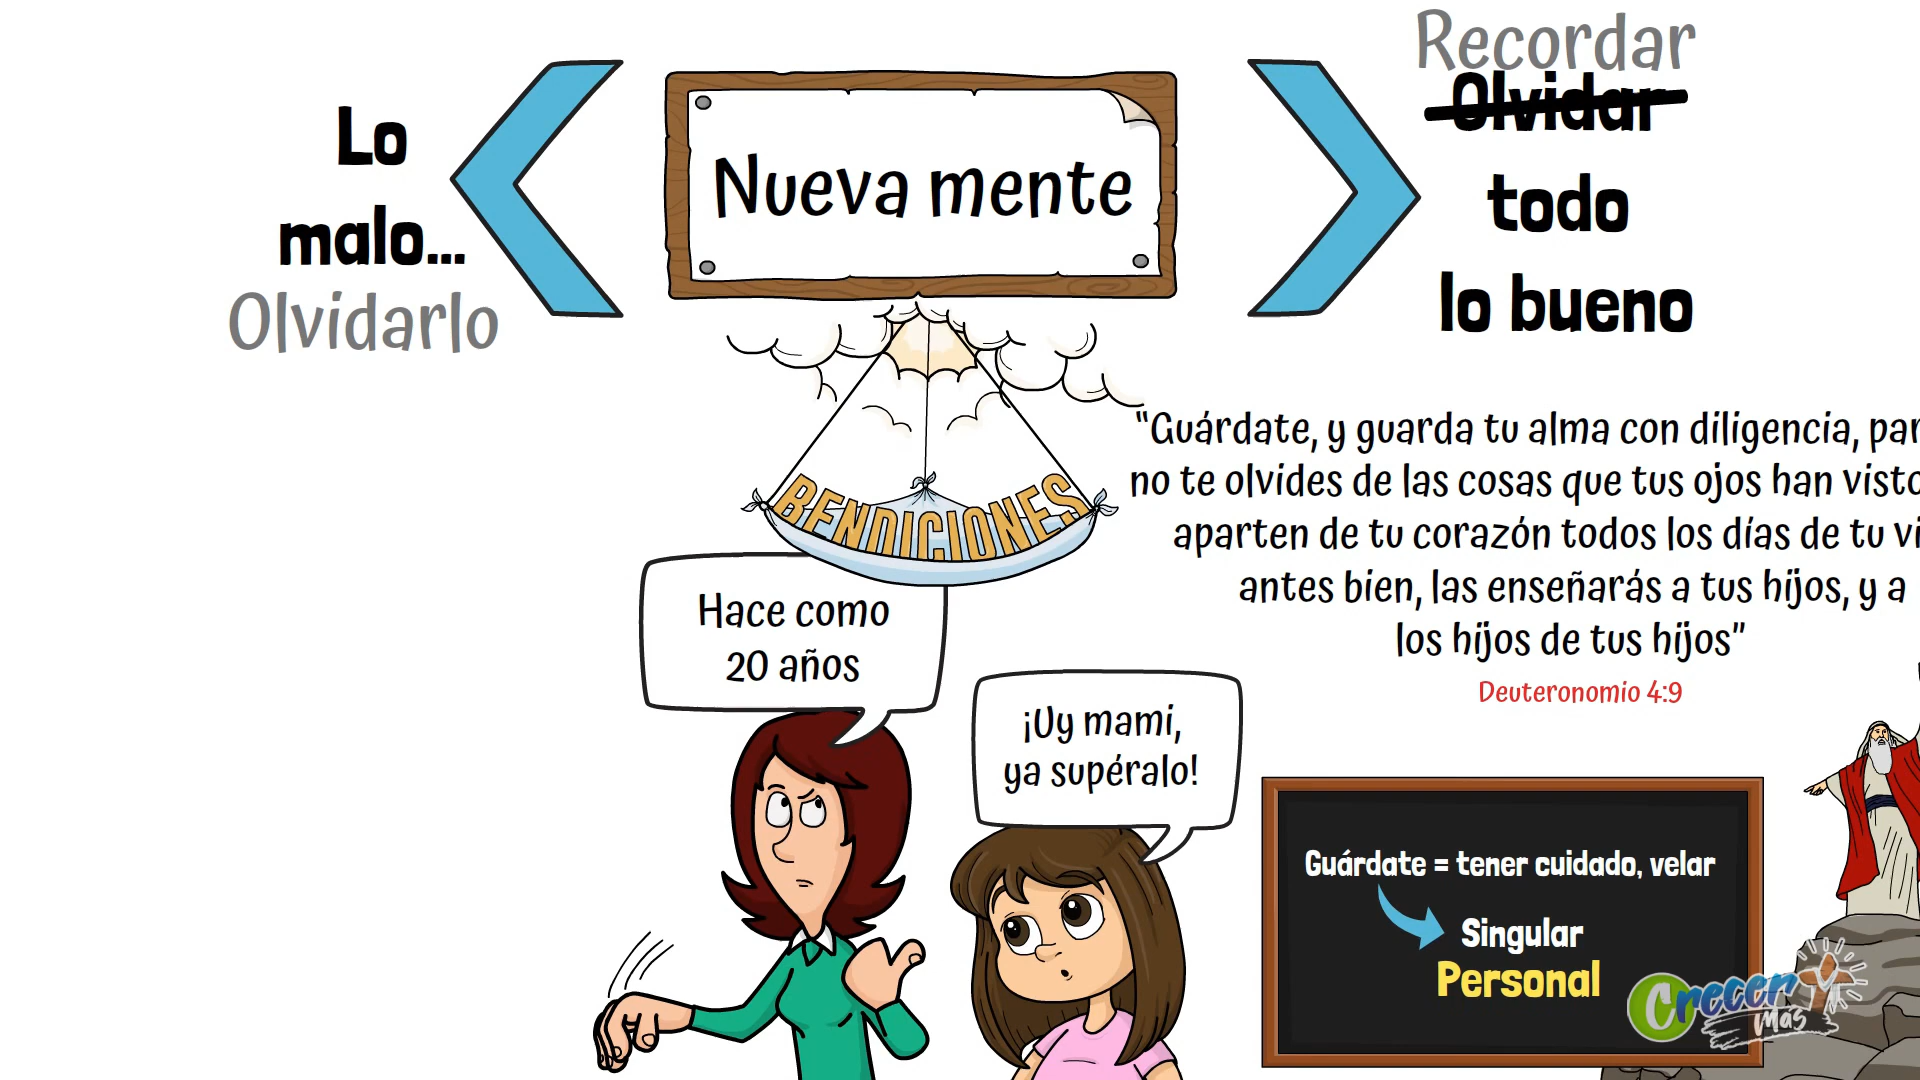 Lo
malo...
Olvidarlo
Nueva mente
Recordar
Olvidar
todo
lo bueno
BENDICIONES
"Guárdate, y guarda tu alma con diligencia,
no te olvides de las cosas que tus ojos han
aparten de tu corazón todos los días de tu
antes bien, las enseñarás a tus hijos, y a
los hijos de tus hijos"
Deuteronomio 4:9
Hace como
20 años
¡Uy mami,
ya supéralo!
Guárdate = tener cuidado, velar
Singular
Personal
Crecer
Más